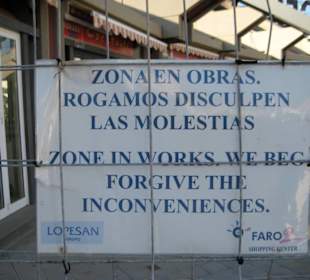 ZONA EN OBRAS.
ROGAMOS DISCULPEN
LAS MOLESTIAS
ZONE IN WORKS. WE BEG
FORGIVE THE
INCONVENIENCES.
LOPESAN
FARO 2
SHOPPING CENTER